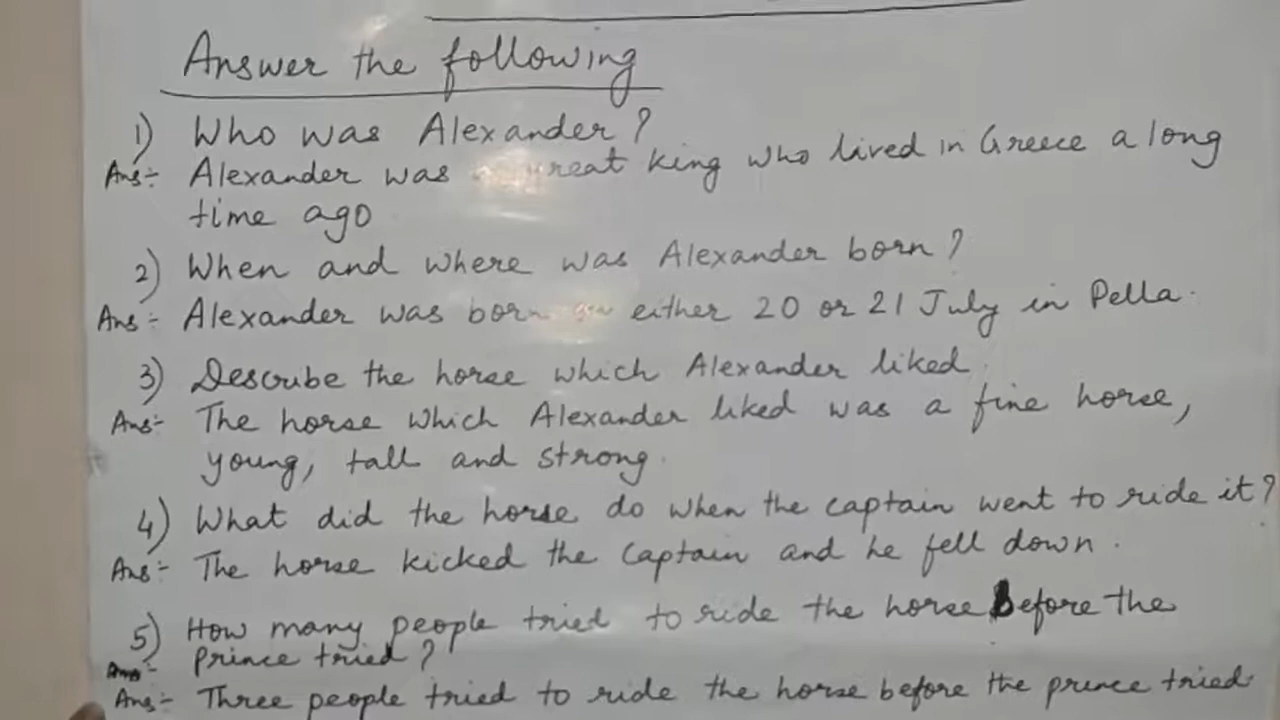 Answer the following
1) Who was Alexander?
Ans:- Alexander was a great king who lived in Greece a long
time ago
2) When and where was Alexander born?
Ans:- Alexander was born on either 20 or 21 July in Pella.
3) Describe the horse which Alexander liked.
Ans:- The horse which Alexander liked was a fine horse,
young, tall and strong.
4) What did the horse do when the captain went to ride it?
Ans:- The horse kicked the captain and he fell down.
5) How many people tried to ride the horse before the
prince tried?
Ans:-
Ans:- Three people tried to ride the horse before the prince tried.